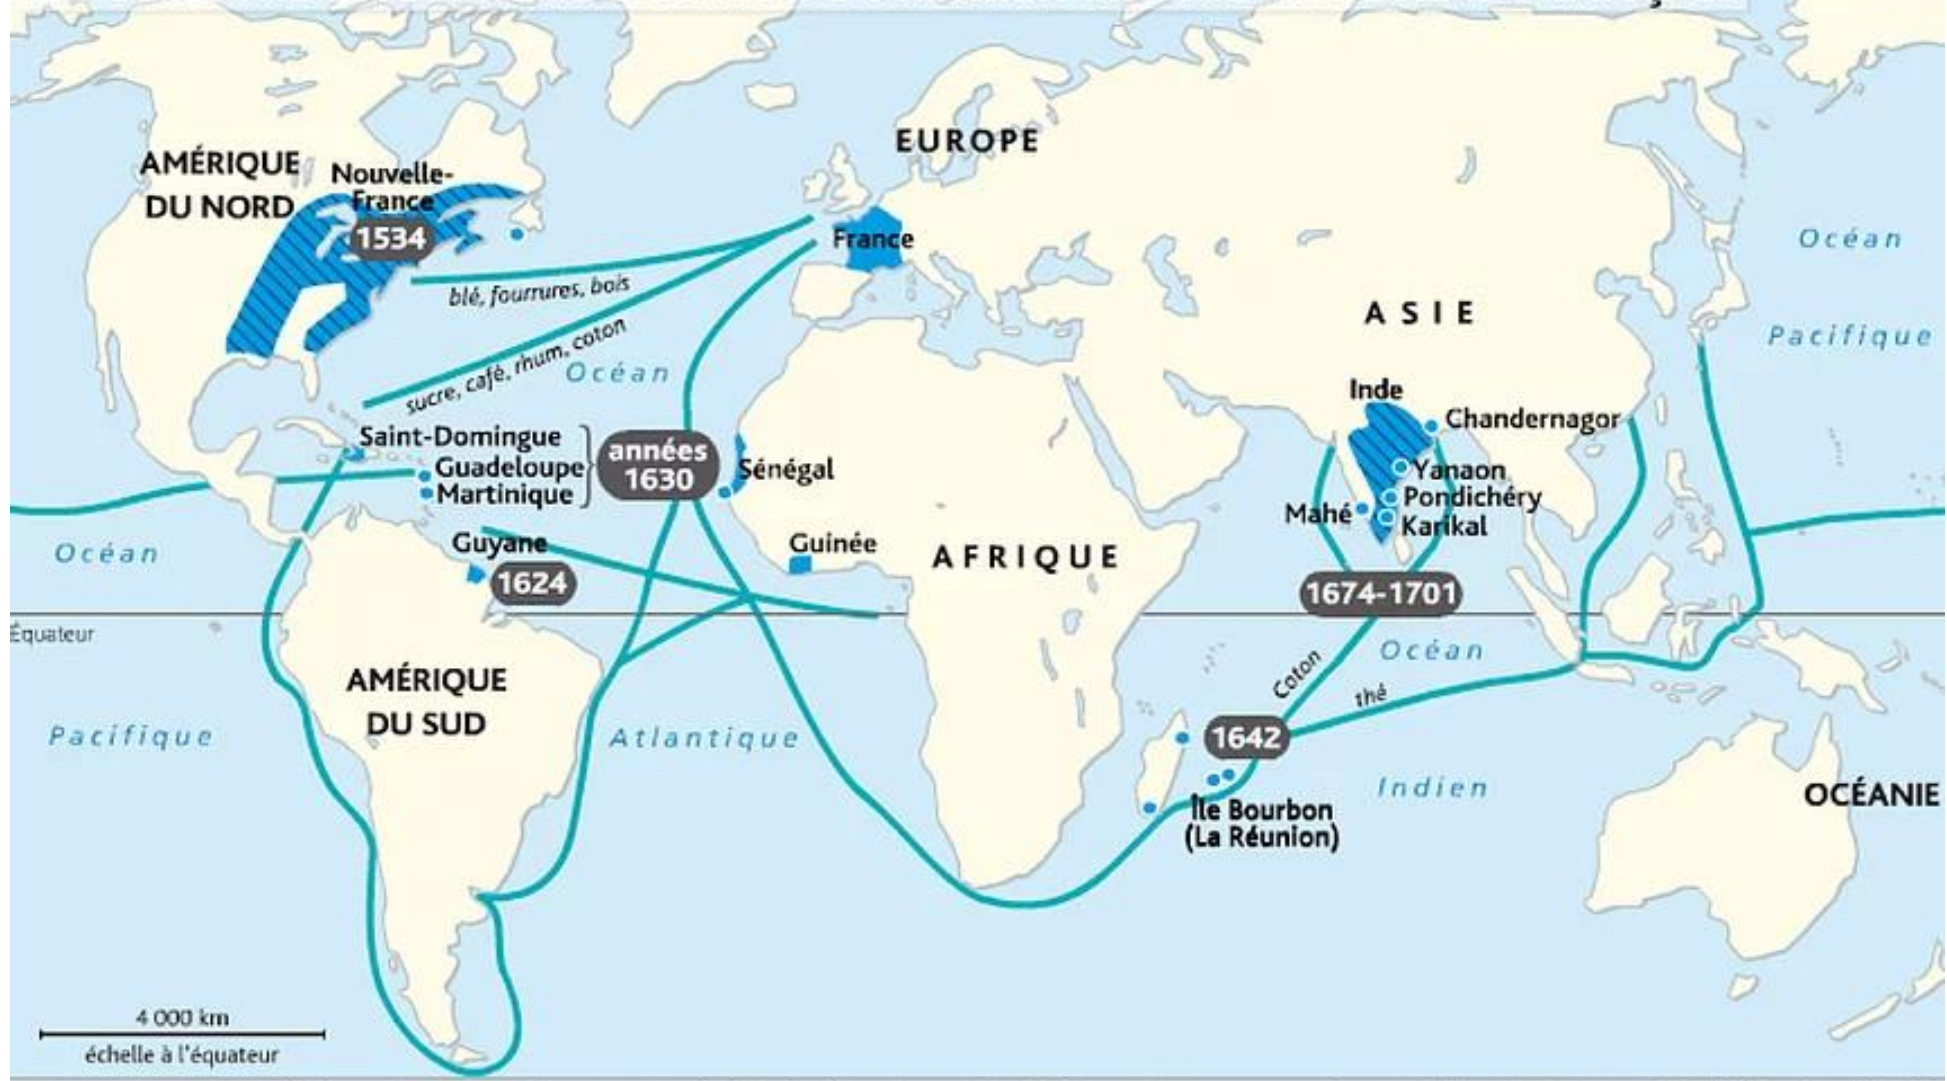 EUROPE
AMÉRIQUE
DU NORD
Nouvelle-
France
1534
France
blé, fourrures, bois
sucre, café, rhum, coton
Océan
Océan
Pacifique
ASIE
Inde
Chandernagor
Yanaon
Pondichéry
Karikal
Mahé
Saint-Domingue
Guadeloupe
Martinique
années
1630
Sénégal
Guyane
1624
Guinée
AFRIQUE
1674-1701
Océan
Équateur
Océan
Coton
thé
AMÉRIQUE
DU SUD
Pacifique
Atlantique
1642
Indien
OCÉANIE
Île Bourbon
(La Réunion)
4 000 km
échelle à l'équateur